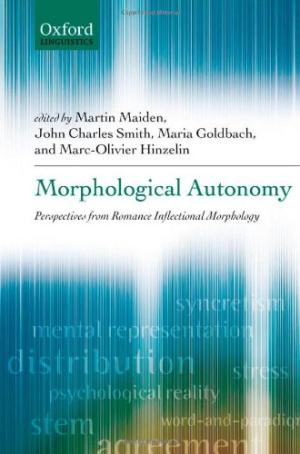 Oxford
LINGUISTICS
edited by Martin Maiden,
John Charles Smith, Maria Goldbach,
and Marc-Olivier Hinzelin
Morphological Autonomy
Perspectives from Romance Inflectional Morphology
syncretism
mental representation
distribution
stress
psychological reality
word-and-paradigm
stem
agreement